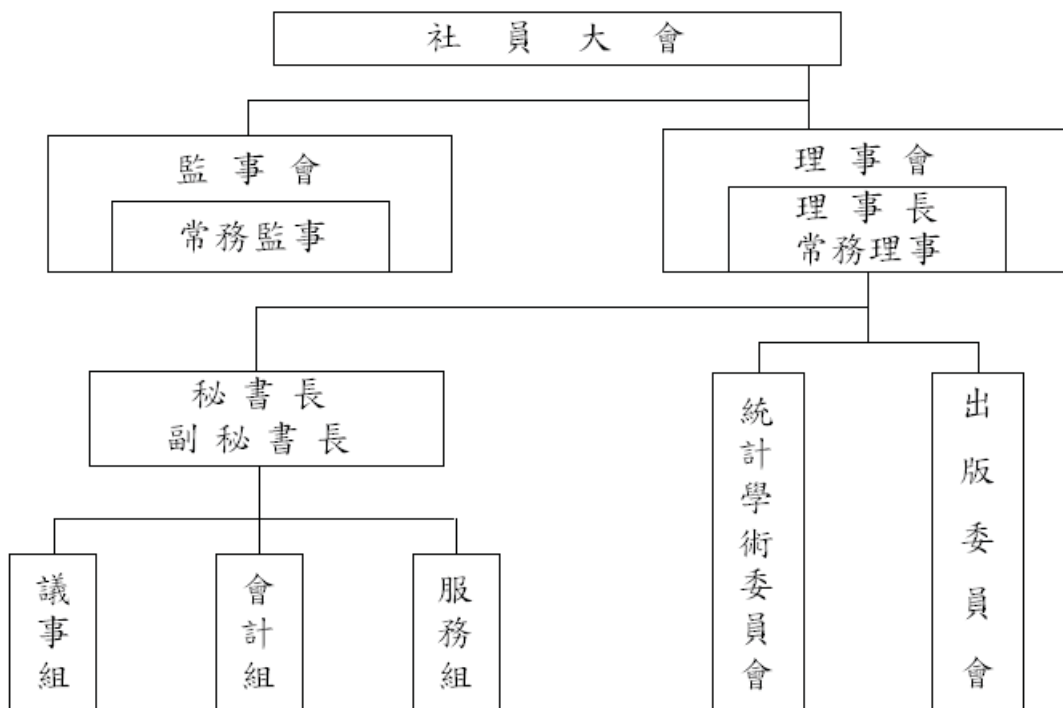 社員大會
監事會
常務監事
理事會
理事長
常務理事
秘書長
副秘書長
議事組
會計組
服務組
統計學術委員會
出版委員會